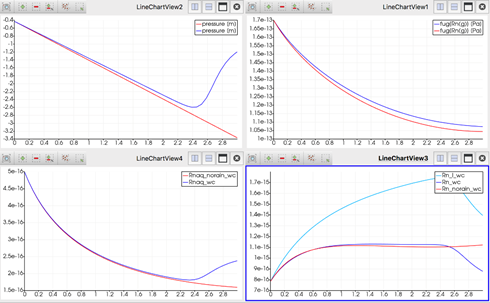 LineChartView2
pressure (m)
pressure (m)
-0.4
-0.6
-0.8
-1
-1.2
-1.4
-1.6
-1.8
-2
-2.2
-2.4
-2.6
-2.8
-3
-3.2
-3.4
0 0.2 0.4 0.6 0.8 1 1.2 1.4 1.6 1.8 2 2.2 2.4 2.6 2.8
LineChartView1
fug(Rn(g)) (Pa)
fug(Rn(g)) (Pa)
1.7e-13
1.65e-13
1.6e-13
1.55e-13
1.5e-13
1.45e-13
1.4e-13
1.35e-13
1.3e-13
1.25e-13
1.2e-13
1.15e-13
1.1e-13
1.05e-13
1e-13
0 0.2 0.4 0.6 0.8 1 1.2 1.4 1.6 1.8 2 2.2 2.4 2.6 2.8
LineChartView4
Rnaq_norain_wc
Rnaq_wc
5e-16
4.5e-16
4e-16
3.5e-16
3e-16
2.5e-16
2e-16
1.5e-16
0 0.2 0.4 0.6 0.8 1 1.2 1.4 1.6 1.8 2 2.2 2.4 2.6 2.8
LineChartView3
Rn_l_wc
Rn_wc
Rn_norain_wc
1.7e-15
1.6e-15
1.5e-15
1.4e-15
1.3e-15
1.2e-15
1.1e-15
1e-15
9e-16
8e-16
7e-16
0 0.2 0.4 0.6 0.8 1 1.2 1.4 1.6 1.8 2 2.2 2.4 2.6 2.8